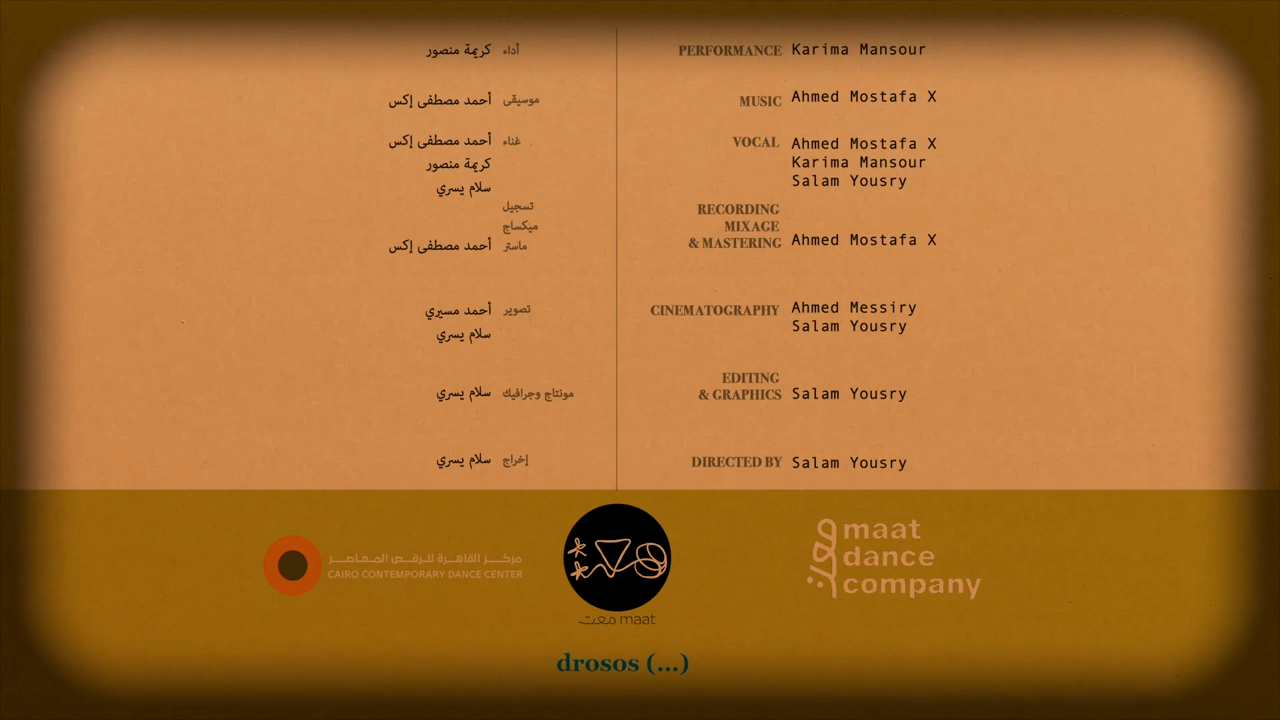 أداء كريمة منصور
موسيقى أحمد مصطفى إكس
غناء أحمد مصطفى إكس
كريمة منصور
سلام يسري
تسجيل
ميكساج
ماستر أحمد مصطفى إكس
تصوير أحمد مسيري
سلام يسري
مونتاج وجرافيك سلام يسري
إخراج سلام يسري
PERFORMANCE Karima Mansour
MUSIC Ahmed Mostafa X
VOCAL Ahmed Mostafa X
Karima Mansour
Salam Yousry
RECORDING
MIXAGE
& MASTERING Ahmed Mostafa X
CINEMATOGRAPHY Ahmed Messiry
Salam Yousry
EDITING
& GRAPHICS Salam Yousry
DIRECTED BY Salam Yousry
مركز القاهرة للرقص المعاصر
CAIRO CONTEMPORARY DANCE CENTER
معت maat
maat
dance
company
drosos (...)